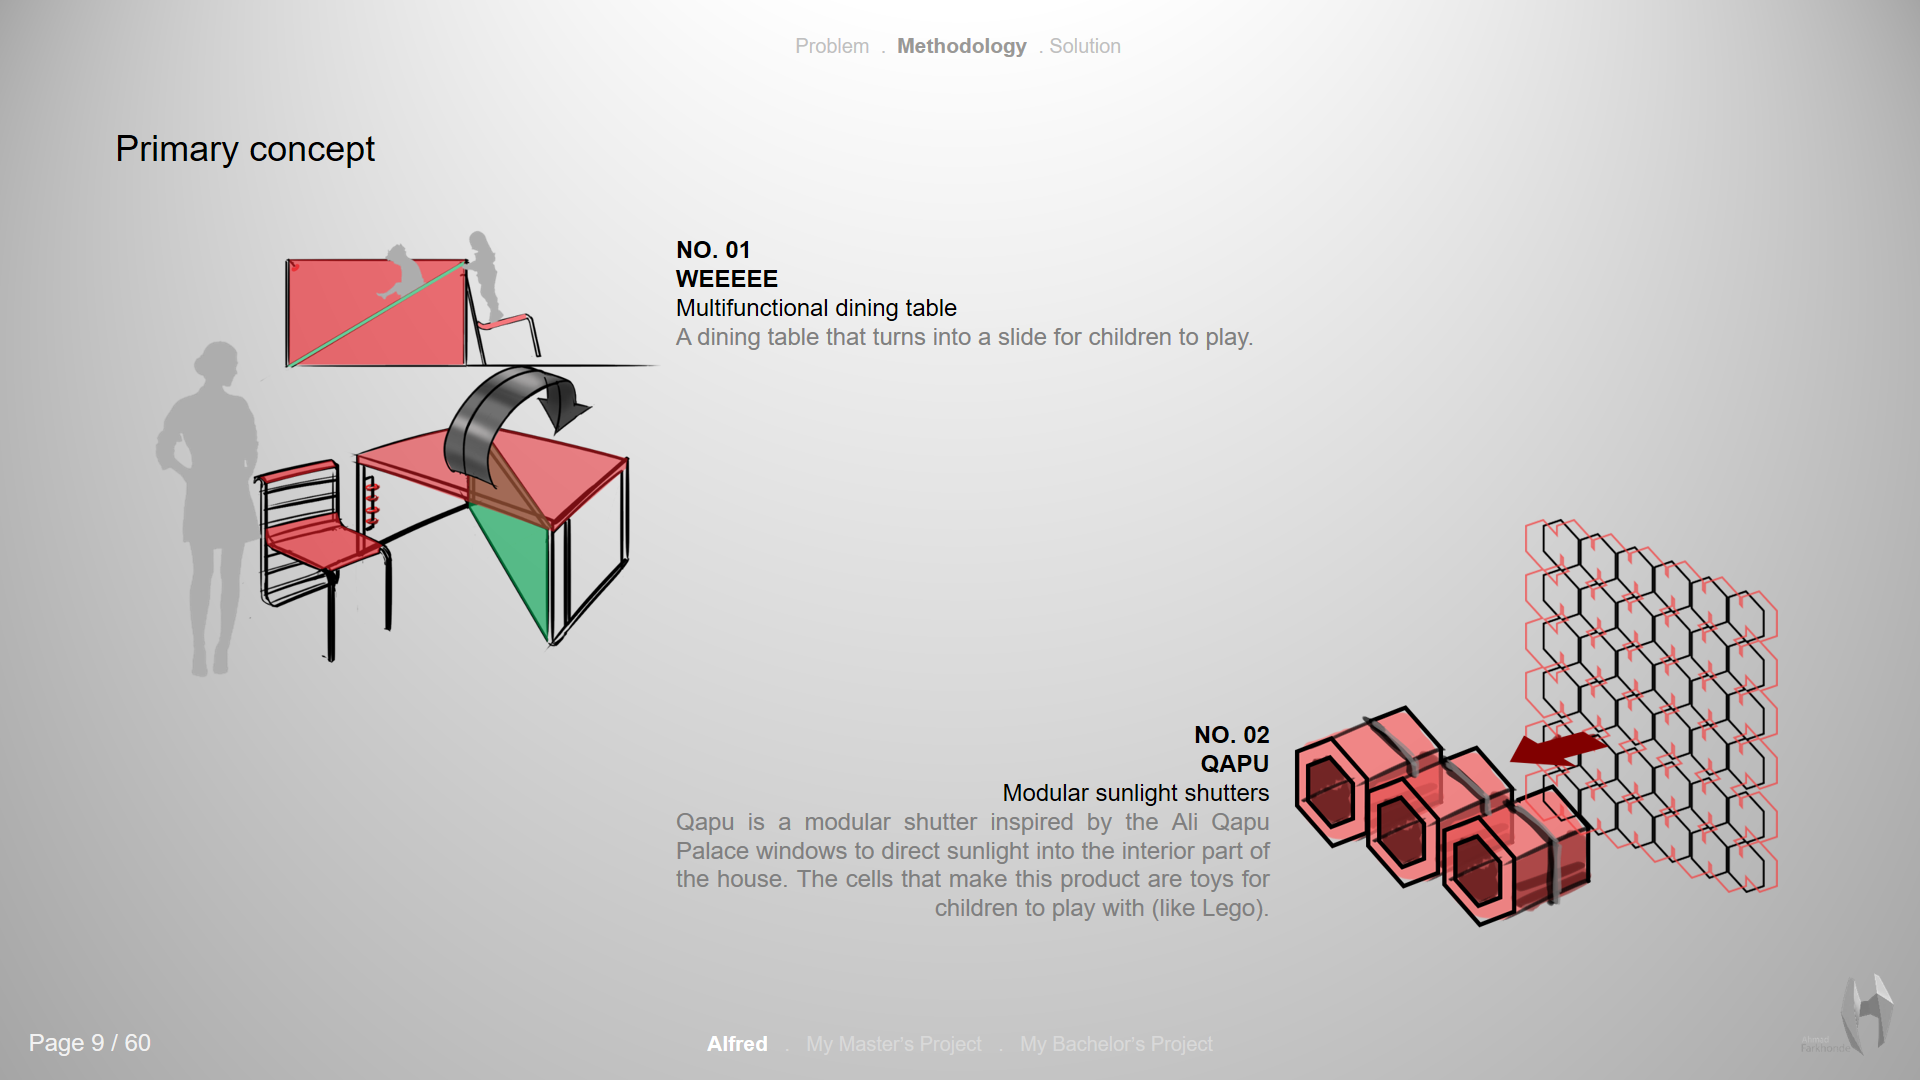 Problem . Methodology . Solution
Primary concept
NO. 01
WEEEEE
Multifunctional dining table
A dining table that turns into a slide for children to play.
NO. 02
QAPU
Modular sunlight shutters
Qapu is a modular shutter inspired by the Ali Qapu
Palace windows to direct sunlight into the interior part of
the house. The cells that make this product are toys for
children to play with (like Lego).
Page 9 / 60
Alfred . My Master's Project . My Bachelor's Project